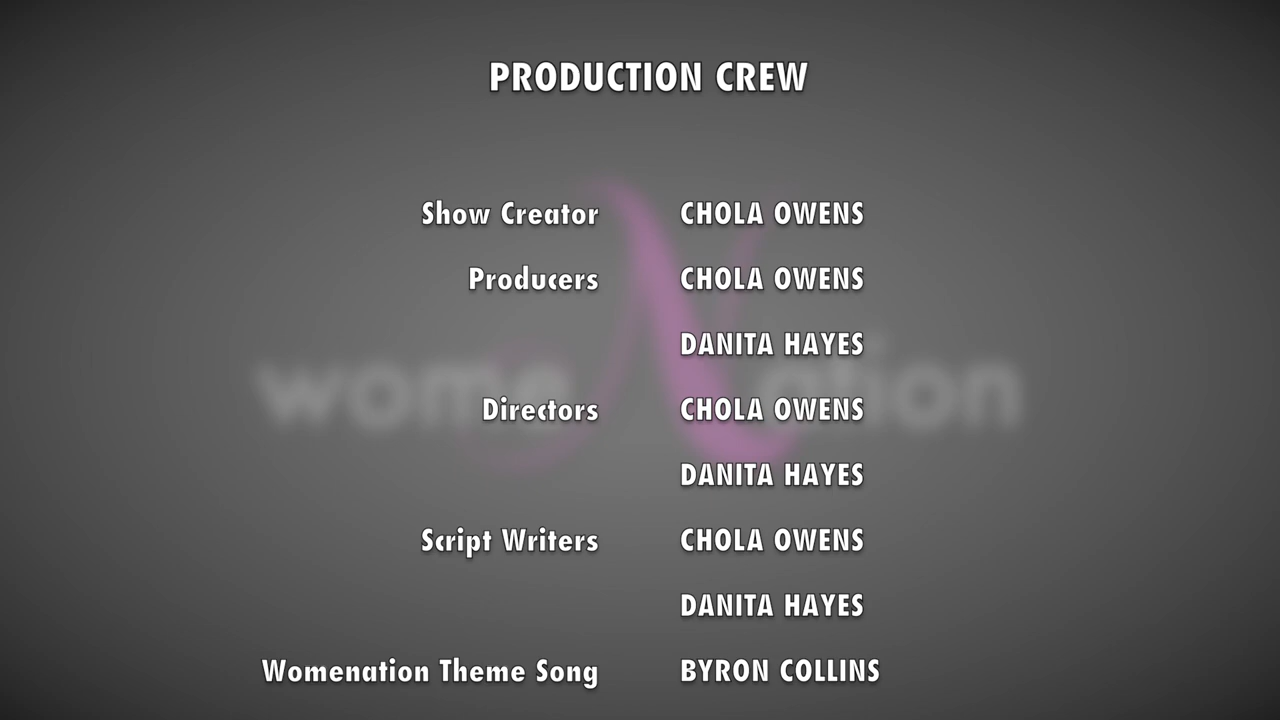 PRODUCTION CREW
Show Creator CHOLA OWENS
Producers CHOLA OWENS
DANITA HAYES
womeNation
Directors CHOLA OWENS
DANITA HAYES
Script Writers CHOLA OWENS
DANITA HAYES
Womenation Theme Song BYRON COLLINS